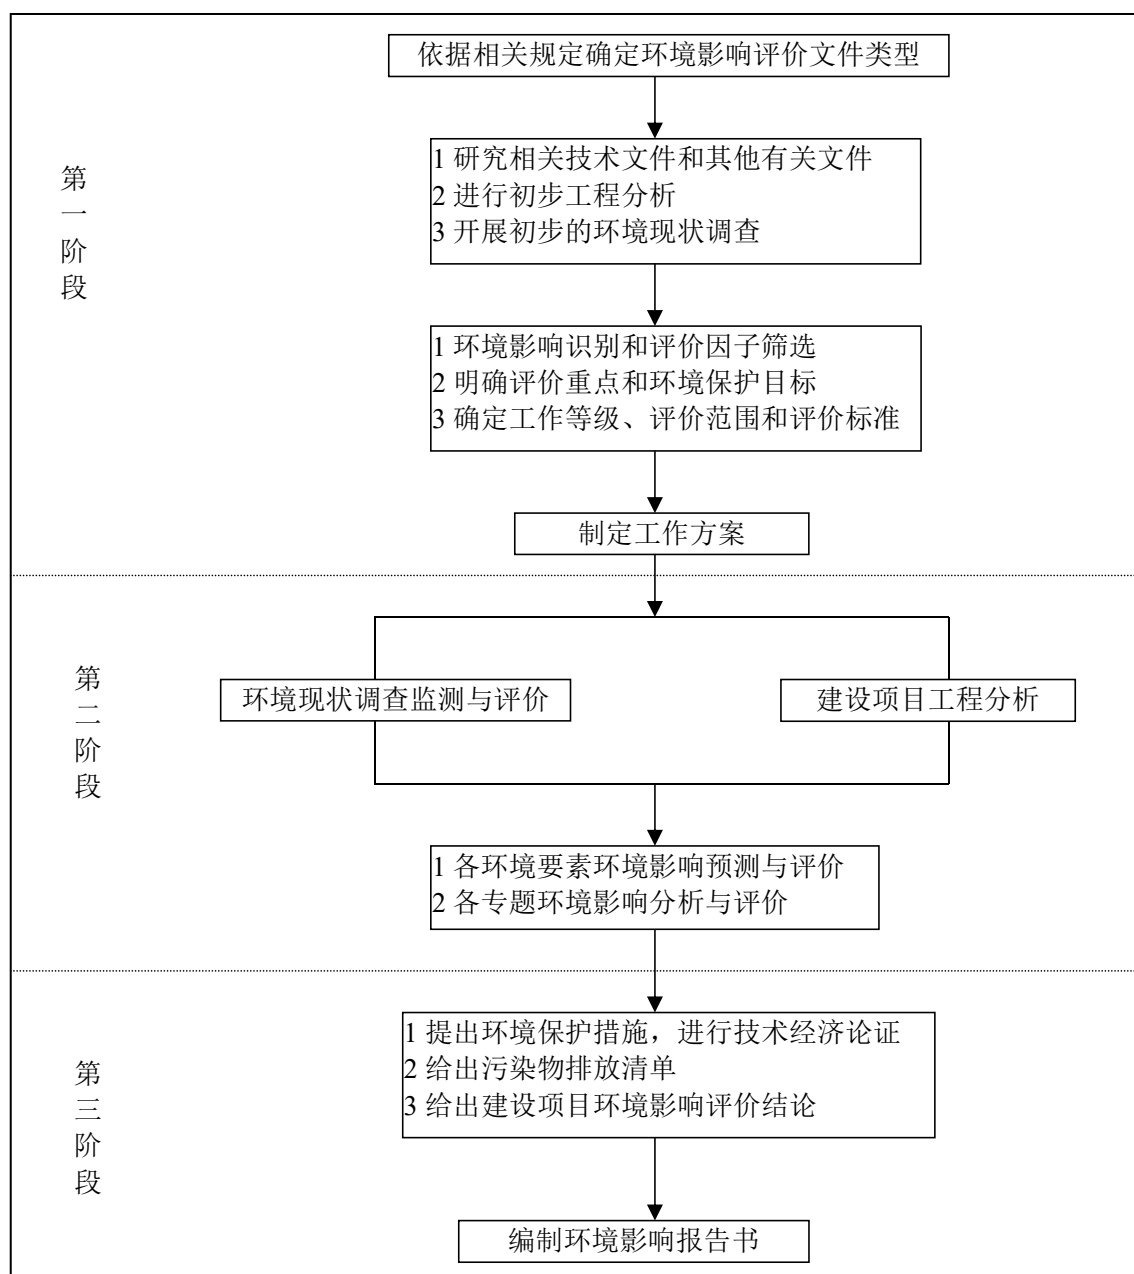 依据相关规定确定环境影响评价文件类型
第一阶段
1 研究相关技术文件和其他有关文件
2 进行初步工程分析
3 开展初步的环境现状调查
1 环境影响识别和评价因子筛选
2 明确评价重点和环境保护目标
3 确定工作等级、评价范围和评价标准
制定工作方案
第二阶段
环境现状调查监测与评价
建设项目工程分析
1 各环境要素环境影响预测与评价
2 各专题环境影响分析与评价
第三阶段
1 提出环境保护措施，进行技术经济论证
2 给出污染物排放清单
3 给出建设项目环境影响评价结论
编制环境影响报告书